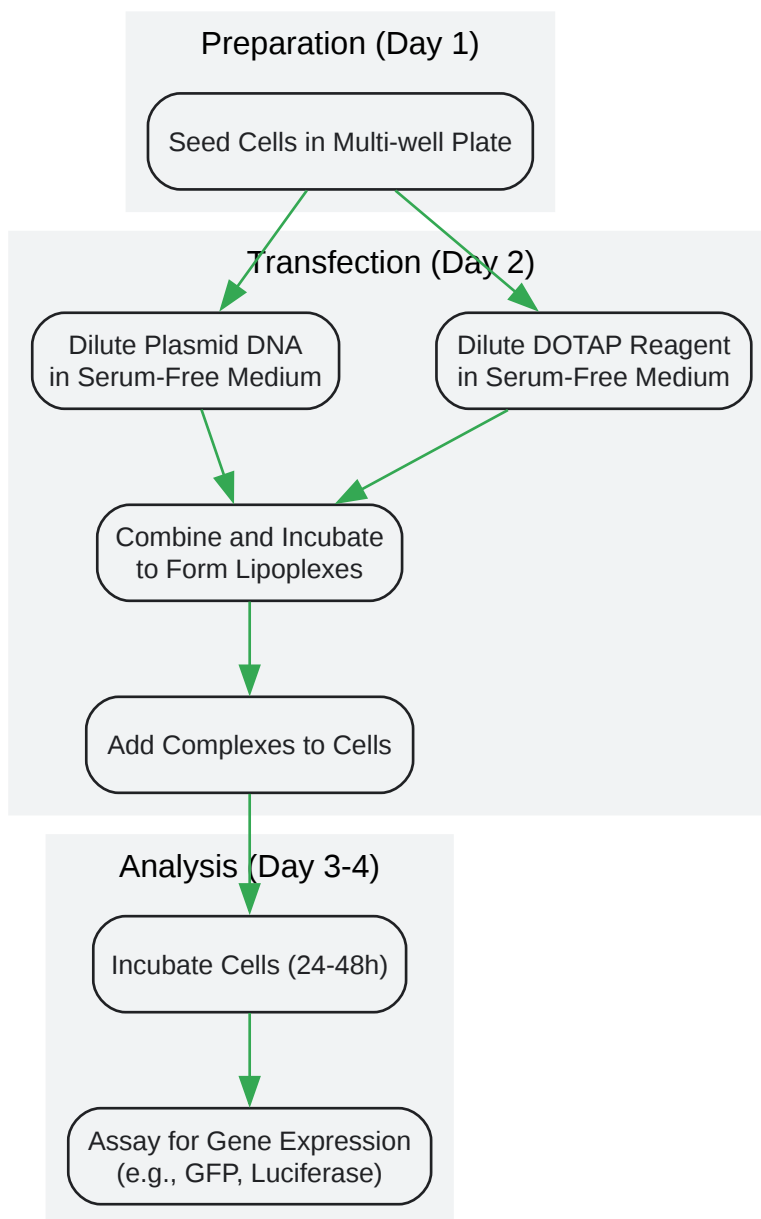 Preparation (Day 1)
Seed Cells in Multi-well Plate
Transfection (Day 2)
Dilute Plasmid DNA
in Serum-Free Medium
Dilute DOTAP Reagent
in Serum-Free Medium
Combine and Incubate
to Form Lipoplexes
Add Complexes to Cells
Analysis (Day 3-4)
Incubate Cells (24-48h)
Assay for Gene Expression
(e.g., GFP, Luciferase)